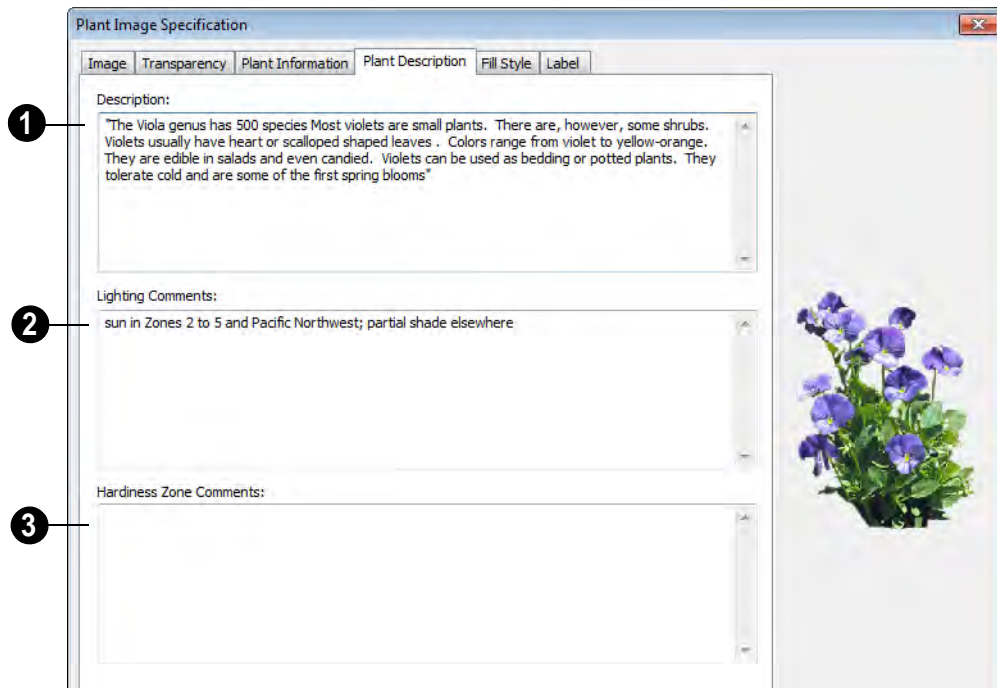 Plant Image Specification
Image Transparency Plant Information Plant Description Fill Style Label
Description:
1
"The Viola genus has 500 species Most violets are small plants.  There are, however, some shrubs.
Violets usually have heart or scalloped shaped leaves .  Colors range from violet to yellow-orange.
They are edible in salads and even candied.  Violets can be used as bedding or potted plants.  They
tolerate cold and are some of the first spring blooms"
Lighting Comments:
2
sun in Zones 2 to 5 and Pacific Northwest; partial shade elsewhere
Hardiness Zone Comments:
3